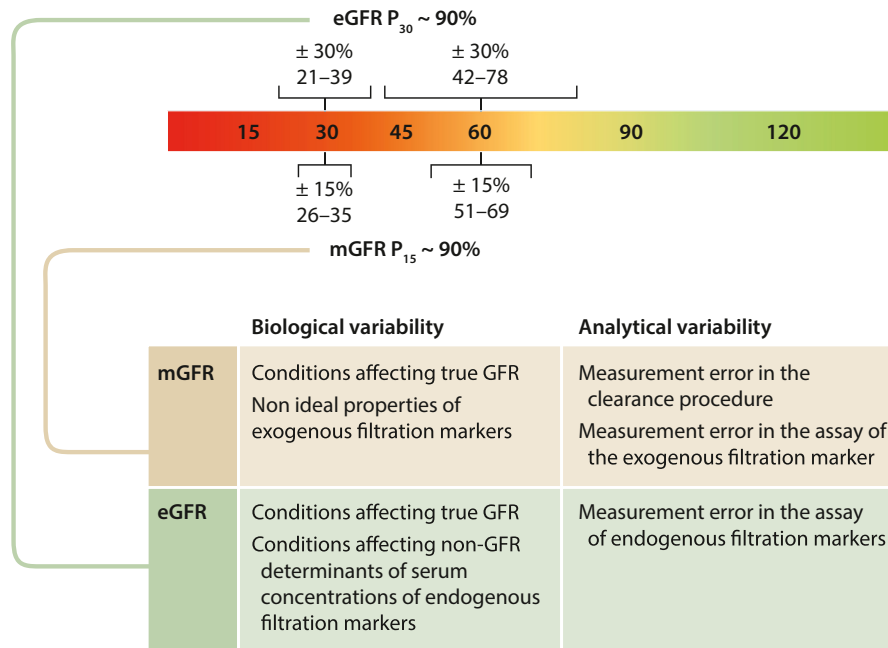 eGFR P30 ~ 90%
± 30%
21–39
± 30%
42–78
15 30 45 60 90 120
± 15%
26–35
± 15%
51–69
mGFR P15 ~ 90%
Biological variability
Analytical variability
mGFR
Conditions affecting true GFR
Non ideal properties of
exogenous filtration markers
Measurement error in the
clearance procedure
Measurement error in the assay of
the exogenous filtration marker
eGFR
Conditions affecting true GFR
Conditions affecting non-GFR
determinants of serum
concentrations of endogenous
filtration markers
Measurement error in the assay
of endogenous filtration markers